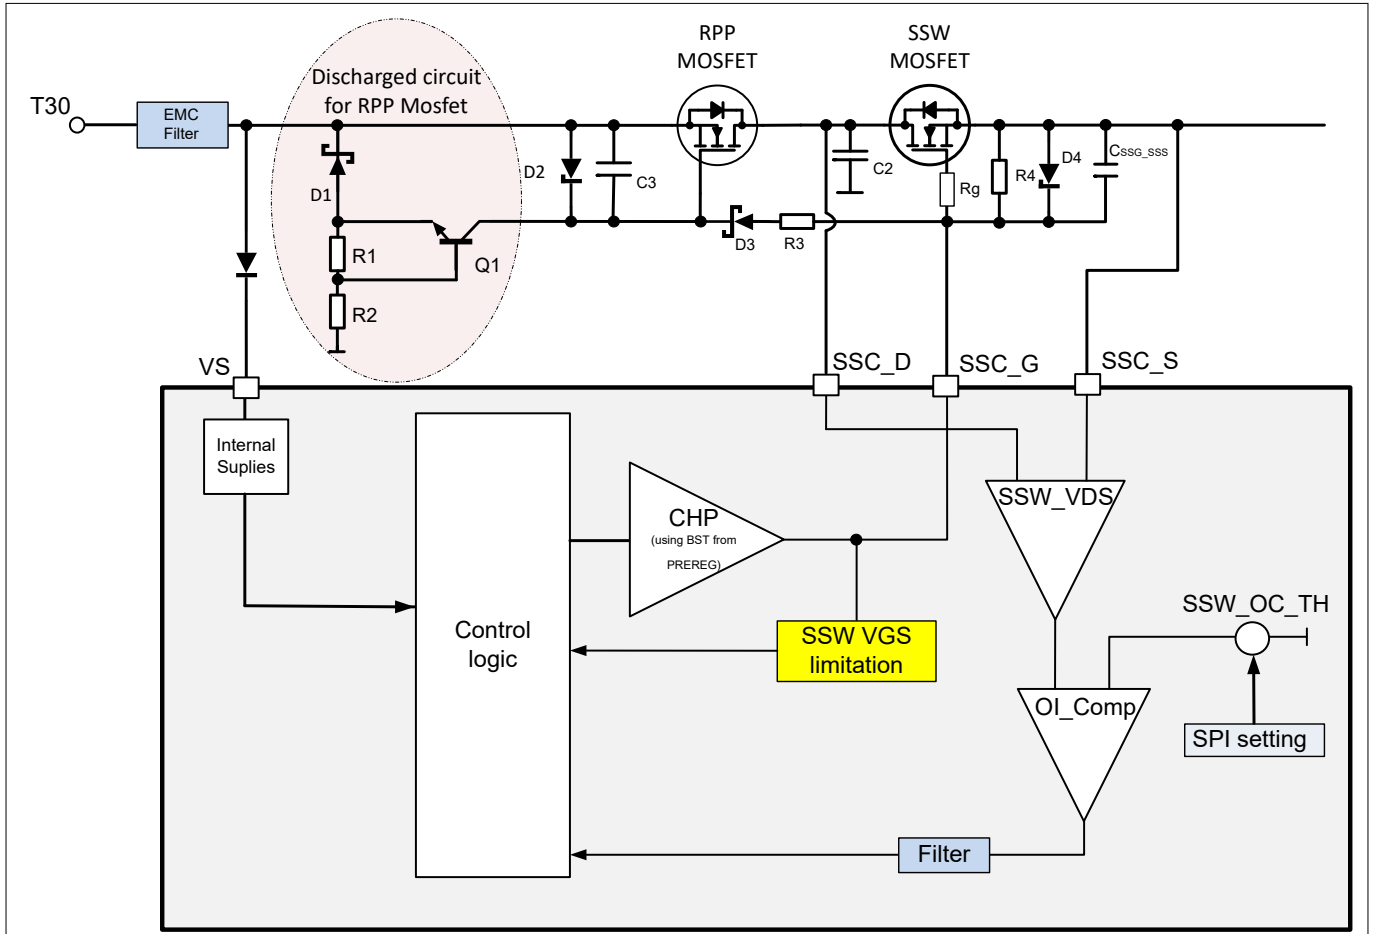 RPP
MOSFET
SSW
MOSFET
Discharged circuit
for RPP Mosfet
T30
EMC
Filter
D1
D2
C3
C2
Rg
R4
D4
CSSG_SSS
R1
Q1
D3
R3
R2
VS
SSC_D
SSC_G
SSC_S
Internal
Suplies
CHP
(using BST from
PREREG)
SSW_VDS
Control
logic
SSW VGS
limitation
SSW_OC_TH
OI_Comp
SPI setting
Filter